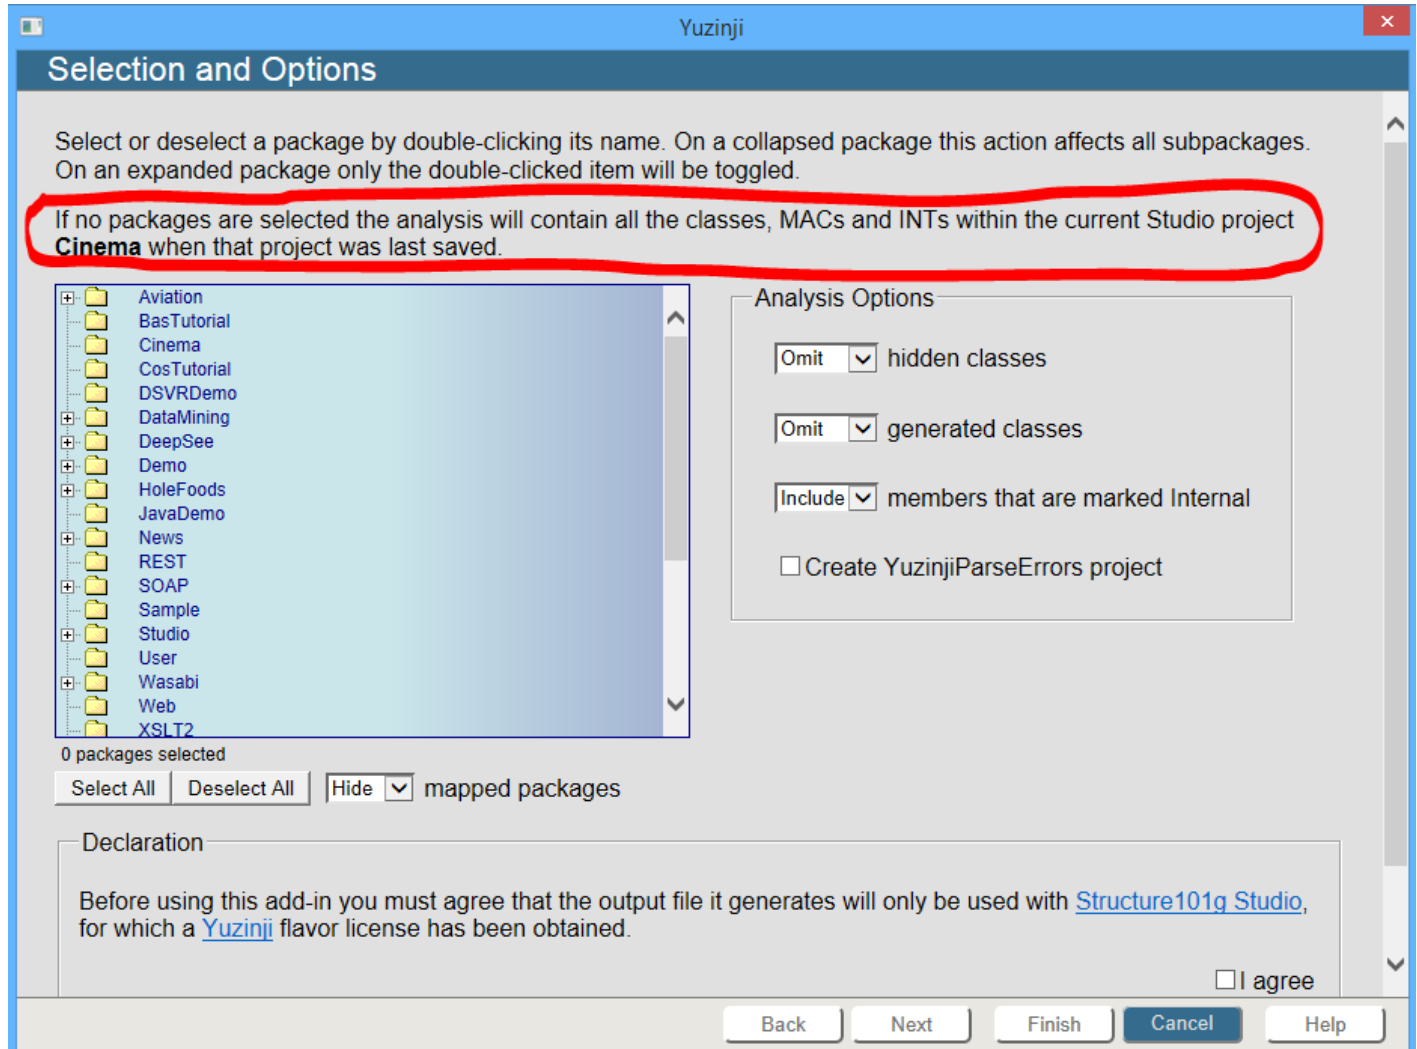 Yuzinji
Selection and Options
Select or deselect a package by double-clicking its name. On a collapsed package this action affects all subpackages.
On an expanded package only the double-clicked item will be toggled.
If no packages are selected the analysis will contain all the classes, MACs and INTs within the current Studio project
Cinema when that project was last saved.
Aviation
BasTutorial
Cinema
CosTutorial
DSVRDemo
DataMining
DeepSee
Demo
HoleFoods
JavaDemo
News
REST
SOAP
Sample
Studio
User
Wasabi
Web
XSLT2
0 packages selected
Select All Deselect All Hide mapped packages
Analysis Options
Omit hidden classes
Omit generated classes
Include members that are marked Internal
Create YuzinjiParseErrors project
Declaration
Before using this add-in you must agree that the output file it generates will only be used with Structure101g Studio,
for which a Yuzinji flavor license has been obtained.
I agree
Back Next Finish Cancel Help